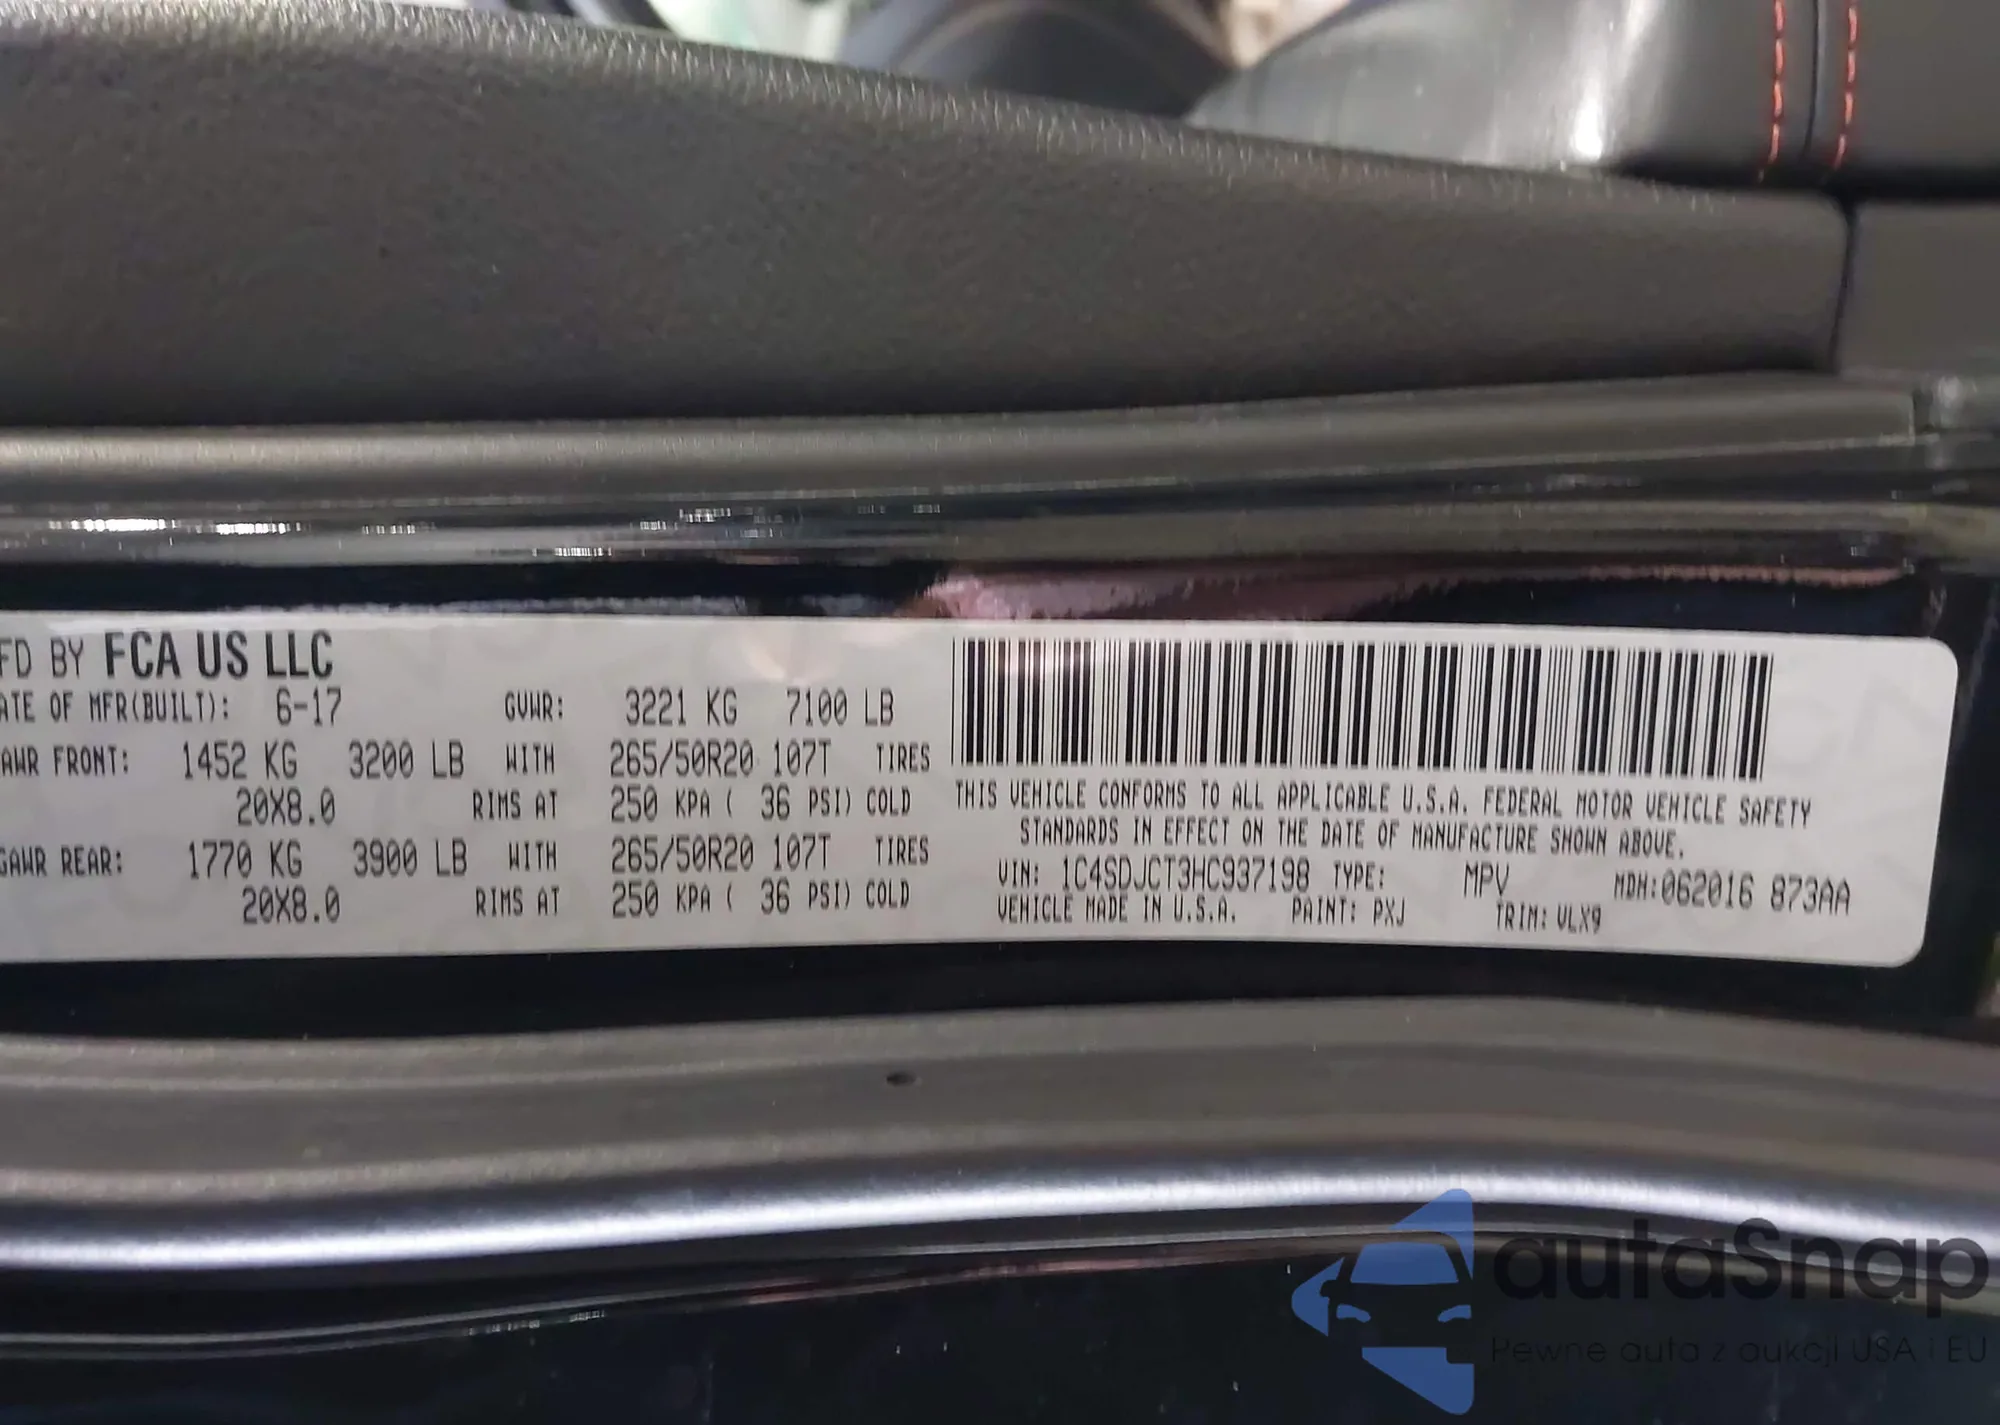 FD BY FCA US LLC
ATE OF MFR(BUILT): 6-17 GVWR: 3221 KG 7100 LB
AWR FRONT: 1452 KG 3200 LB WITH 265/50R20 107T TIRES
20X8.0 RIMS AT 250 KPA ( 36 PSI) COLD
GAWR REAR: 1770 KG 3900 LB WITH 265/50R20 107T TIRES
20X8.0 RIMS AT 250 KPA ( 36 PSI) COLD
THIS VEHICLE CONFORMS TO ALL APPLICABLE U.S.A. FEDERAL MOTOR VEHICLE SAFETY
STANDARDS IN EFFECT ON THE DATE OF MANUFACTURE SHOWN ABOVE.
VIN: 1C4SDJCT3HC937198 TYPE: MPV MDH:062016 873AA
VEHICLE MADE IN U.S.A. PAINT: PXJ TRIM: VLX9
autaSnap
Pewne auta z aukcji USA i EU